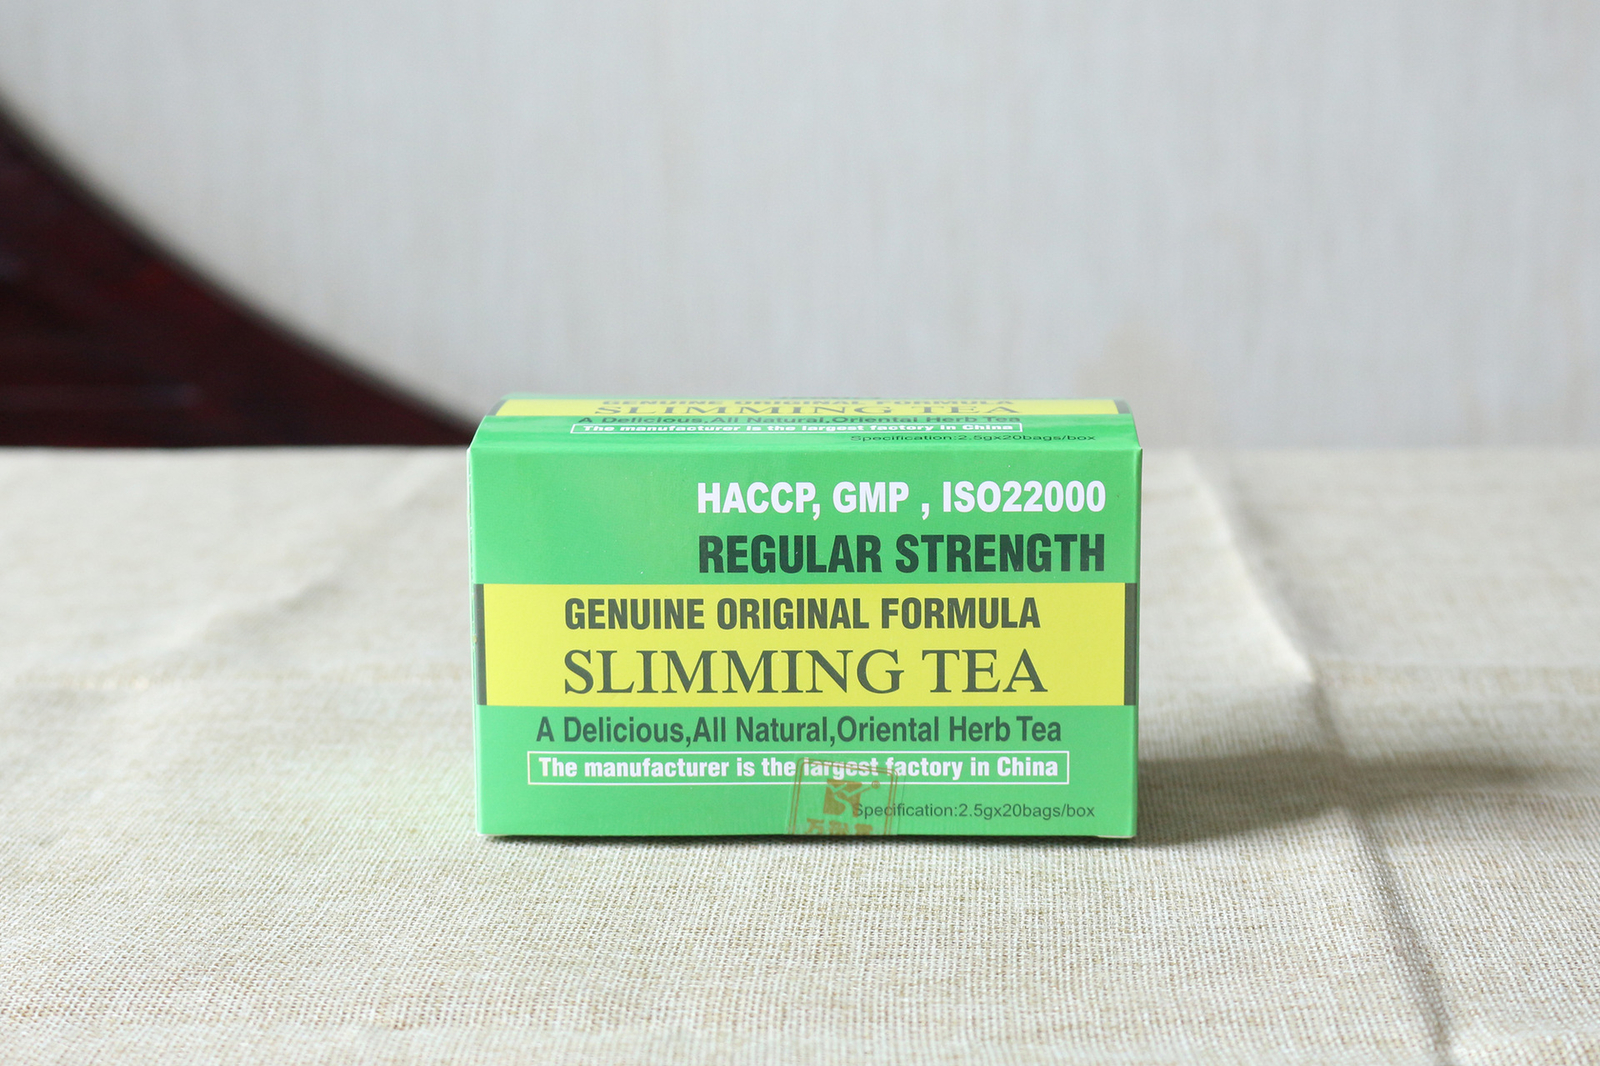 GENUINE ORIGINAL FORMULA
SLIMMING TEA
A Delicious,All Natural,Oriental Herb Tea
The manufacturer is the largest factory in China
Specification:2.5gx20bags/box
HACCP, GMP , ISO22000
REGULAR STRENGTH
GENUINE ORIGINAL FORMULA
SLIMMING TEA
A Delicious,All Natural,Oriental Herb Tea
The manufacturer is the largest factory in China
Specification:2.5gx20bags/box